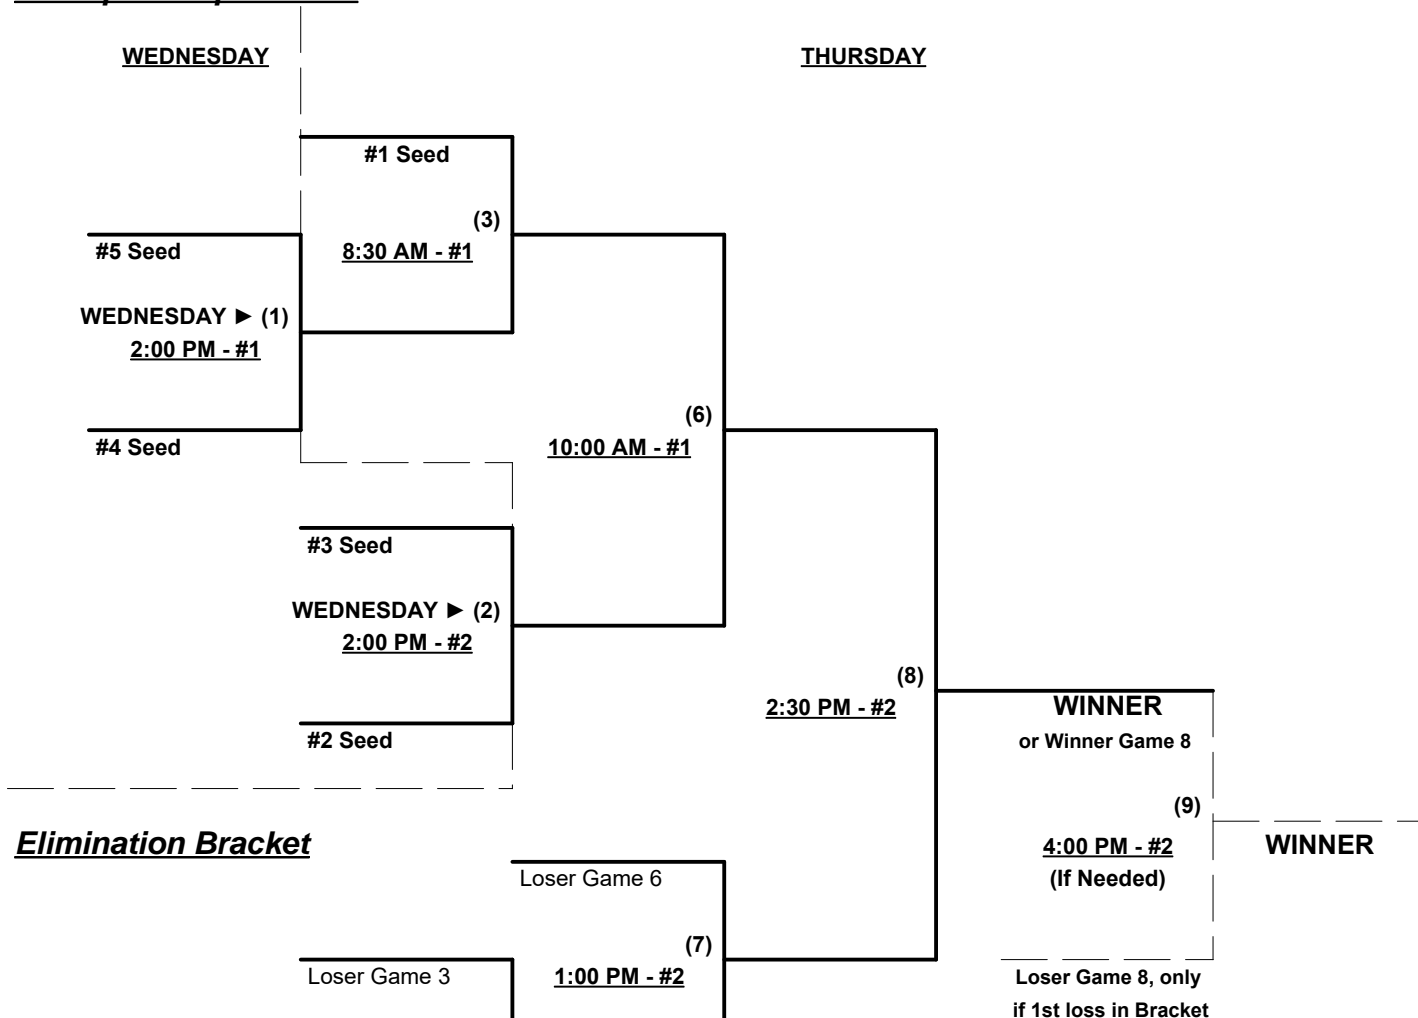 WEDNESDAY
THURSDAY
#1 Seed
(3)
#5 Seed
8:30 AM - #1
WEDNESDAY ► (1)
2:00 PM - #1
(6)
#4 Seed
10:00 AM - #1
#3 Seed
WEDNESDAY ► (2)
2:00 PM - #2
(8)
2:30 PM - #2
WINNER
#2 Seed
or Winner Game 8
(9)
Elimination Bracket
4:00 PM - #2
WINNER
Loser Game 6
(If Needed)
(7)
Loser Game 3
1:00 PM - #2
Loser Game 8, only
if 1st loss in Bracket